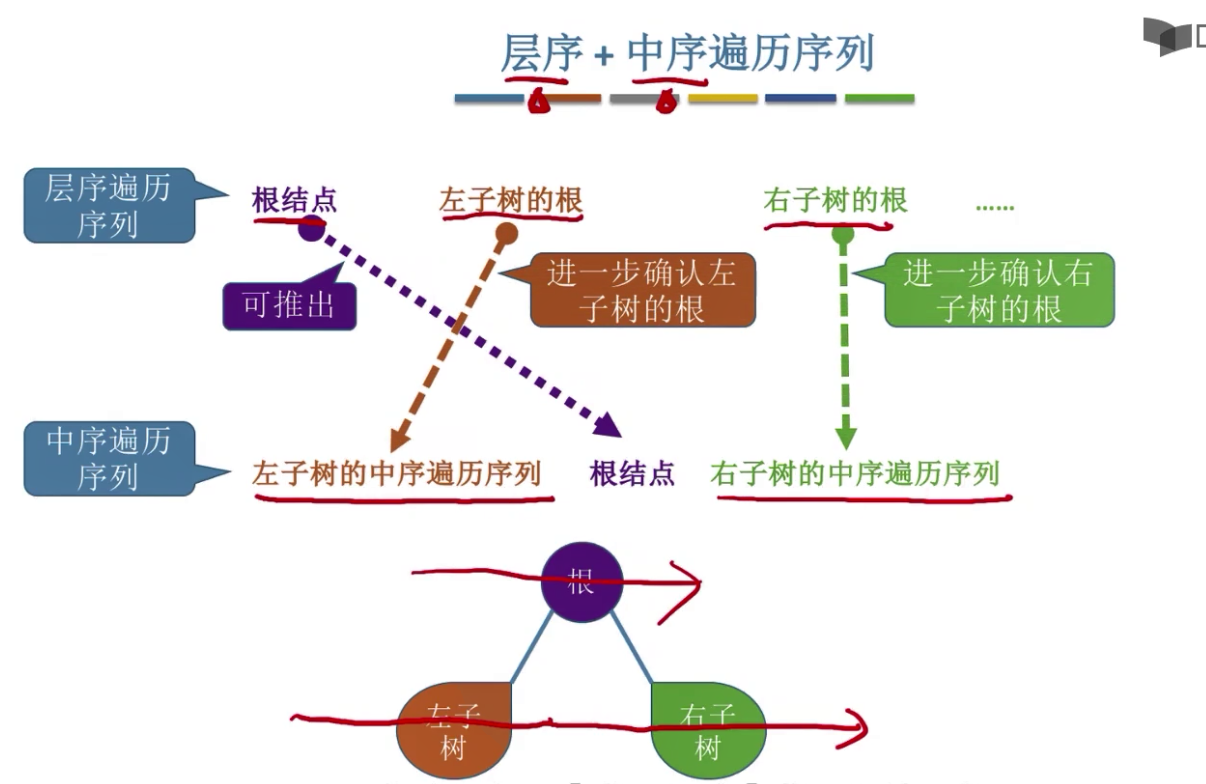 层序 + 中序遍历序列
层序遍历
序列
根结点
左子树的根
右子树的根
……
可推出
进一步确认左
子树的根
进一步确认右
子树的根
中序遍历
序列
左子树的中序遍历序列
根结点
右子树的中序遍历序列
根
左子
树
右子
树